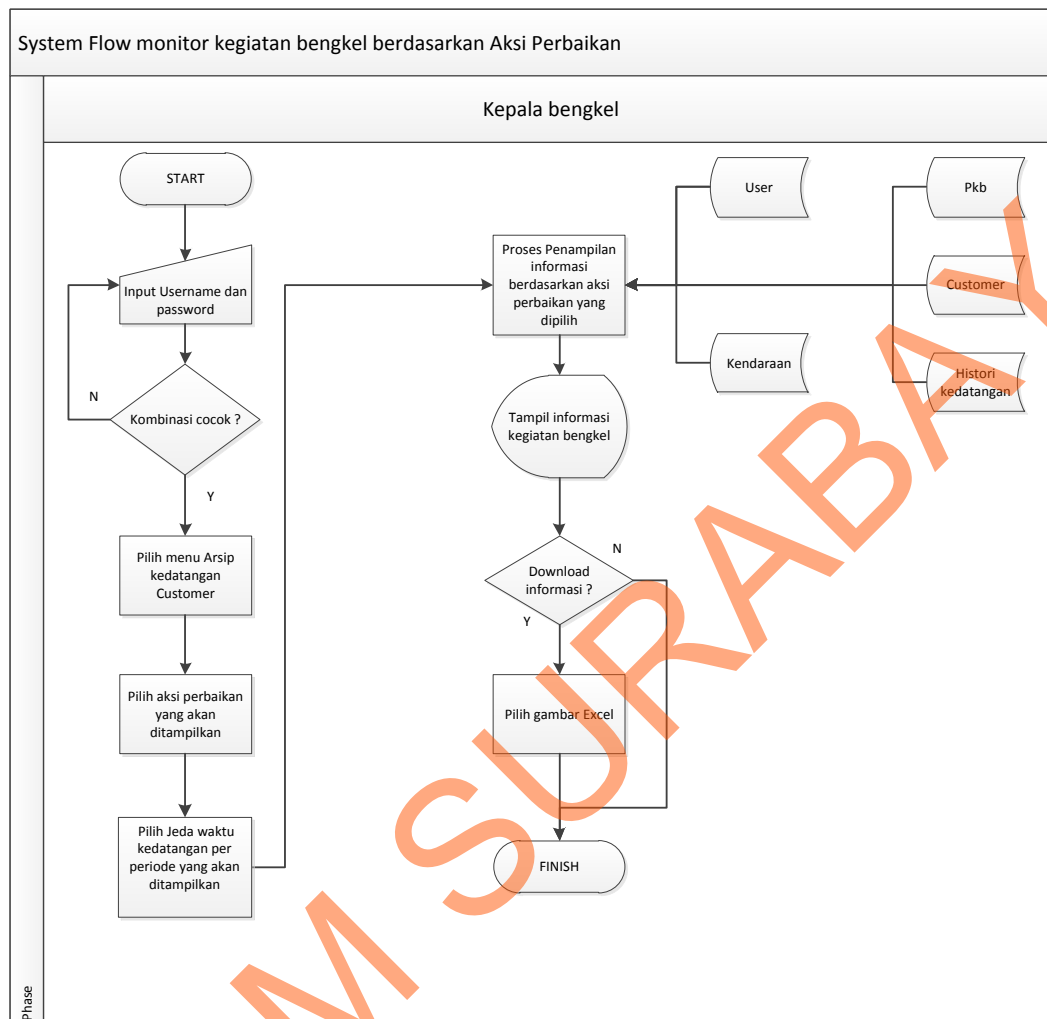 System Flow monitor kegiatan bengkel berdasarkan Aksi Perbaikan
Kepala bengkel
Phase
START
Input Username dan
password
N
Kombinasi cocok ?
Y
Pilih menu Arsip
kedatangan
Customer
Pilih aksi perbaikan
yang akan
ditampilkan
Pilih Jeda waktu
kedatangan per
periode yang akan
ditampilkan
Proses Penampilan
informasi
berdasarkan aksi
perbaikan yang
dipilih
User
Pkb
Customer
Kendaraan
Histori
kedatangan
Tampil informasi
kegiatan bengkel
N
Download
informasi ?
Y
Pilih gambar Excel
FINISH
M SURABAY